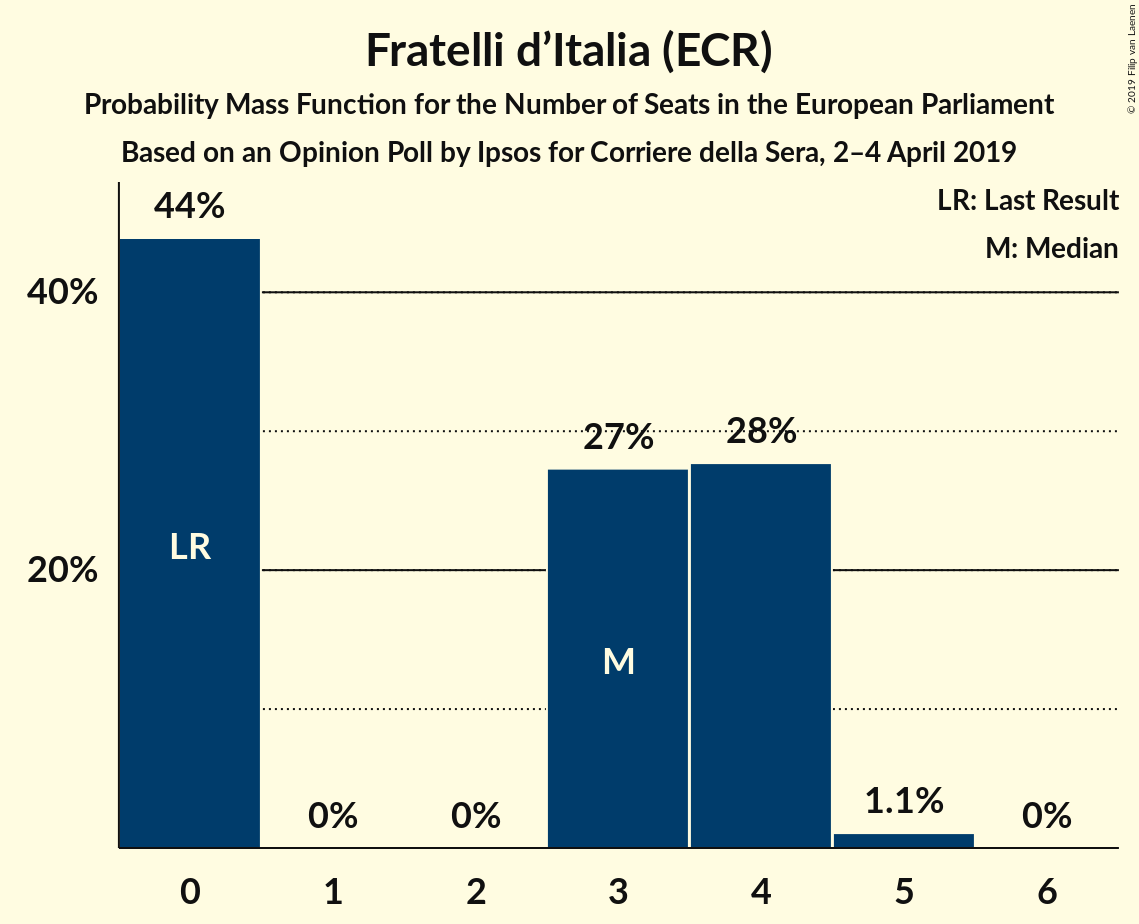 Fratelli d’Italia (ECR)
Probability Mass Function for the Number of Seats in the European Parliament
Based on an Opinion Poll by Ipsos for Corriere della Sera, 2–4 April 2019
© 2019 Filip van Laenen
LR: Last Result
M: Median
44%
40%
27%
28%
LR
20%
M
0%
0%
1.1%
0%
0
1
2
3
4
5
6